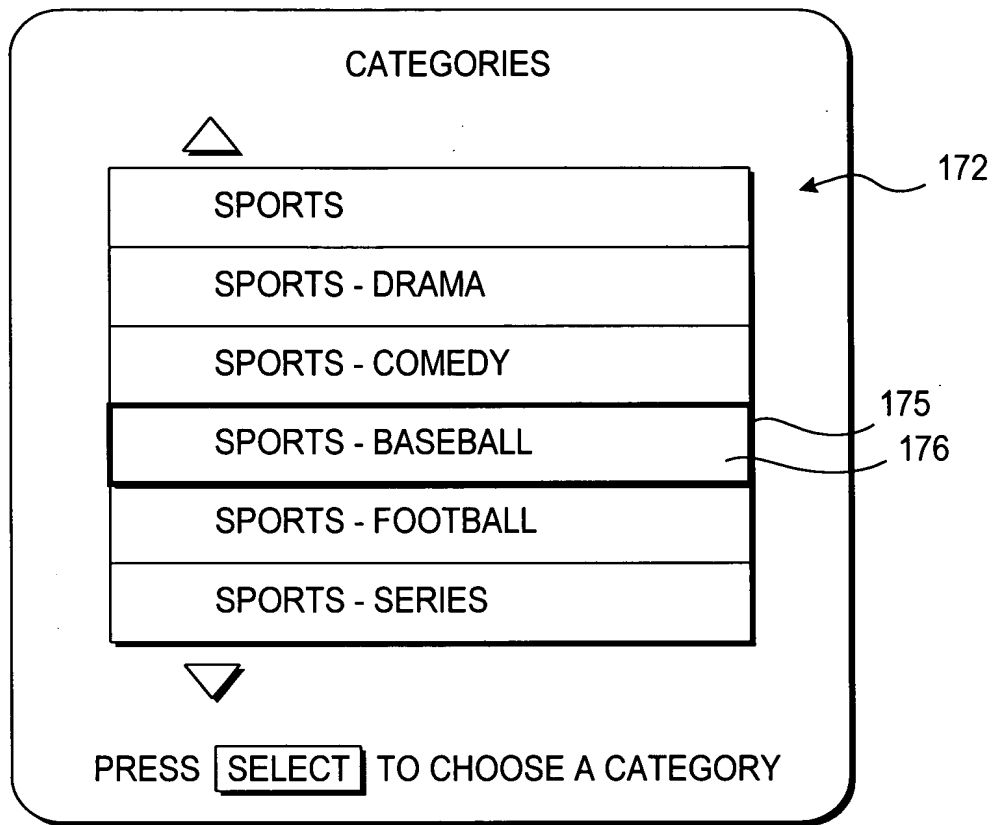 CATEGORIES
172
SPORTS
SPORTS - DRAMA
SPORTS - COMEDY
SPORTS - BASEBALL
175
176
SPORTS - FOOTBALL
SPORTS - SERIES
PRESS SELECT TO CHOOSE A CATEGORY